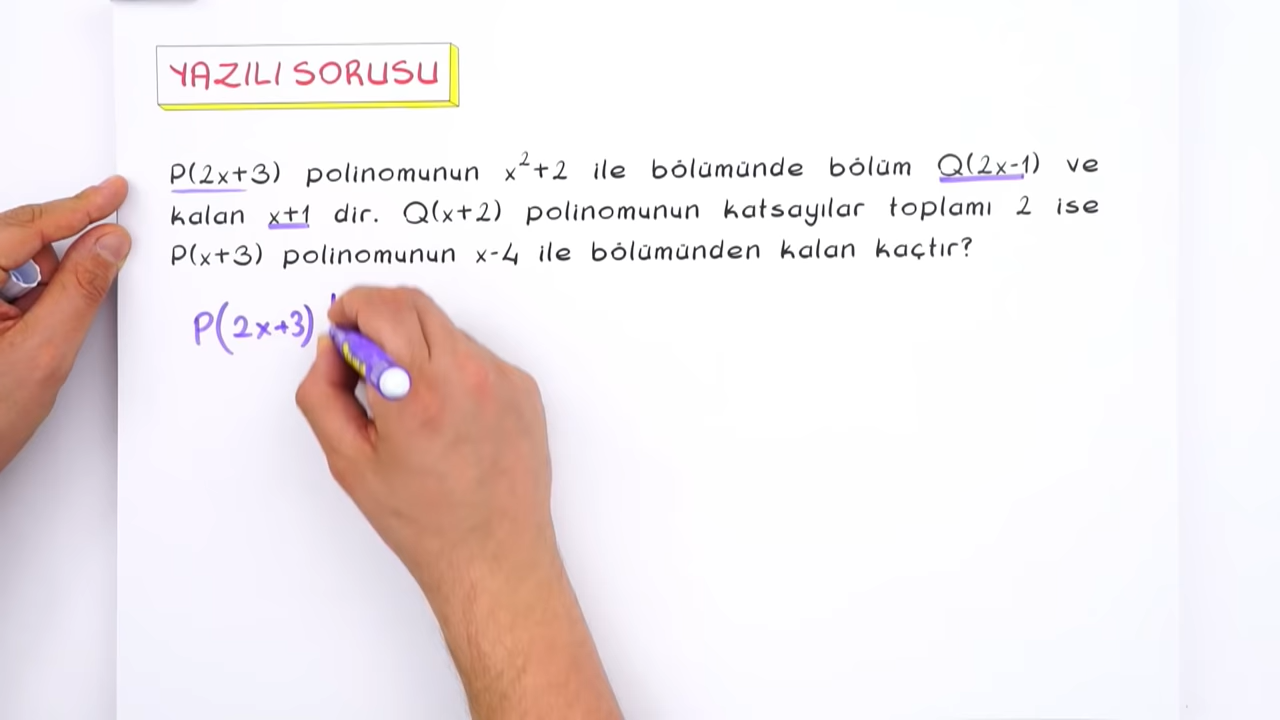 YAZILI SORUSU
P(2x+3) polinomunun x²+2 ile bölümünde bölüm Q(2x-1) ve
kalan x+1 dir. Q(x+2) polinomunun katsayılar toplamı 2 ise
P(x+3) polinomunun x-4 ile bölümünden kalan kaçtır?
P(2x+3)